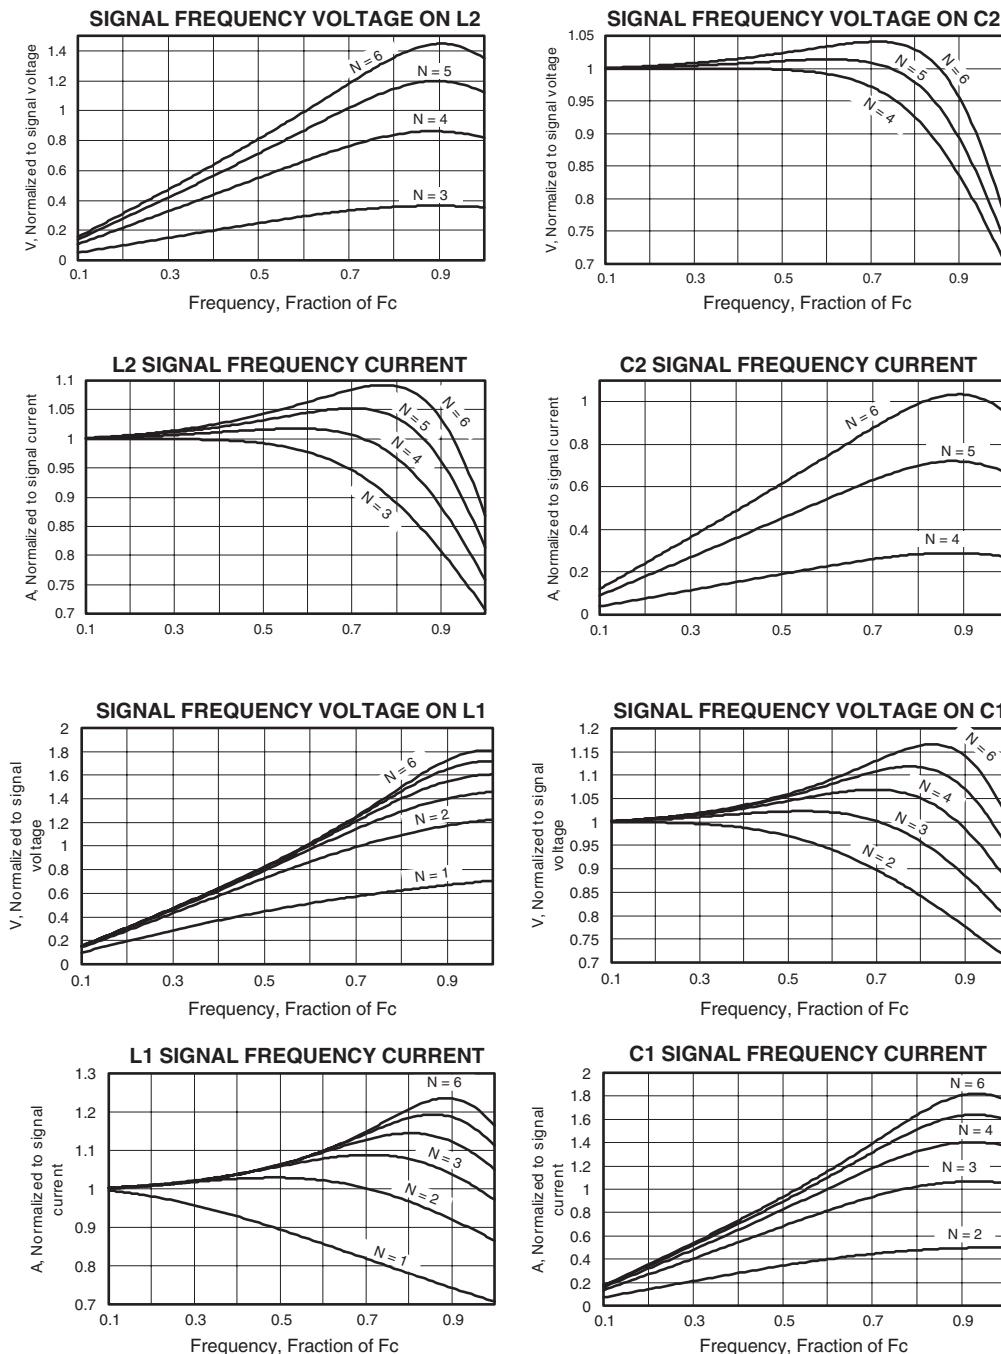 SIGNAL FREQUENCY VOLTAGE ON L2
V, Normalized to signal voltage
1.4
1.2
1
0.8
0.6
0.4
0.2
0
N = 6
N = 5
N = 4
N = 3
0.1 0.3 0.5 0.7 0.9
Frequency, Fraction of Fc
SIGNAL FREQUENCY VOLTAGE ON C2
V, Normalized to signal voltage
1.05
1
0.95
0.9
0.85
0.8
0.75
0.7
N = 6
N = 5
N = 4
0.1 0.3 0.5 0.7 0.9
Frequency, Fraction of Fc
L2 SIGNAL FREQUENCY CURRENT
A, Normalized to signal current
1.1
1.05
1
0.95
0.9
0.85
0.8
0.75
0.7
N = 6
N = 5
N = 4
N = 3
0.1 0.3 0.5 0.7 0.9
C2 SIGNAL FREQUENCY CURRENT
A, Normalized to signal current
1
0.8
0.6
0.4
0.2
0
N = 6
N = 5
N = 4
0.1 0.3 0.5 0.7 0.9
SIGNAL FREQUENCY VOLTAGE ON L1
V, Normalized to signal
voltage
2
1.8
1.6
1.4
1.2
1
0.8
0.6
0.4
0.2
0
N = 6
N = 2
N = 1
0.1 0.3 0.5 0.7 0.9
Frequency, Fraction of Fc
SIGNAL FREQUENCY VOLTAGE ON C1
V, Normalized to signal
voltage
1.2
1.15
1.1
1.05
1
0.95
0.9
0.85
0.8
0.75
0.7
N = 6
N = 4
N = 3
N = 2
0.1 0.3 0.5 0.7 0.9
Frequency, Fraction of Fc
L1 SIGNAL FREQUENCY CURRENT
A, Normalized to signal
current
1.3
1.2
1.1
1
0.9
0.8
0.7
N = 6
N = 3
N = 2
N = 1
0.1 0.3 0.5 0.7 0.9
Frequency, Fraction of Fc
C1 SIGNAL FREQUENCY CURRENT
A, Normalized to signal
current
2
1.8
1.6
1.4
1.2
1
0.8
0.6
0.4
0.2
0
N = 6
N = 4
N = 3
N = 2
0.1 0.3 0.5 0.7 0.9
Frequency, Fraction of Fc